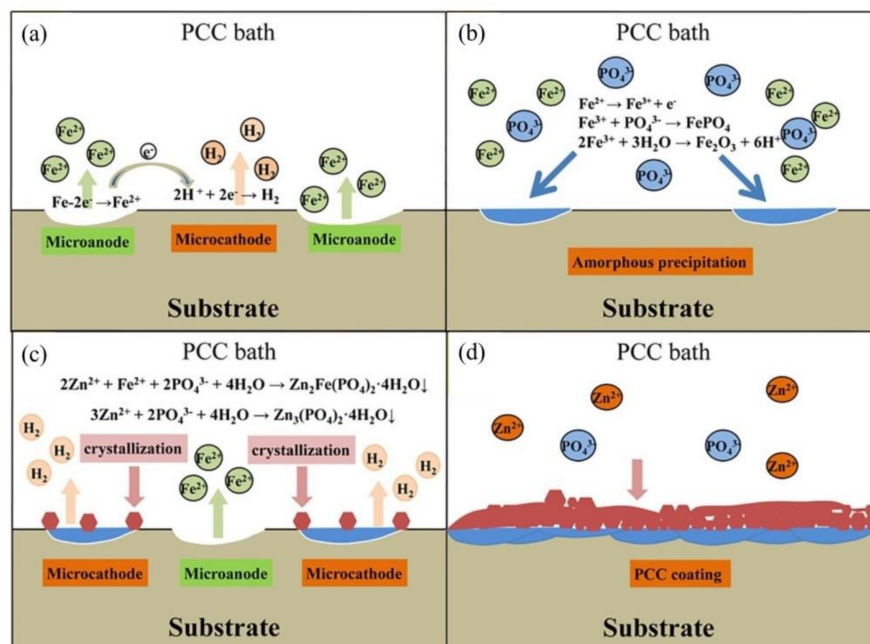 (a)
PCC bath
Fe²⁺
Fe²⁺
Fe²⁺
e⁻
H₂
H₂
H₂
Fe²⁺
Fe²⁺
Fe²⁺
Fe-2e⁻ →Fe²⁺
2H⁺ + 2e⁻→ H₂
Microanode
Microcathode
Microanode
Substrate
(b)
PCC bath
PO₄³⁻
PO₄³⁻
Fe²⁺
Fe²⁺
Fe²⁺
PO₄³⁻
Fe²⁺
Fe²⁺
PO₄³⁻
Fe²⁺
Fe²⁺→ Fe³⁺ + e⁻
Fe³⁺ + PO₄³⁻ → FePO₄
2Fe³⁺ + 3H₂O → Fe₂O₃ + 6H⁺
PO₄³⁻
Amorphous precipitation
Substrate
(c)
PCC bath
2Zn²⁺ + Fe²⁺ + 2PO₄³⁻ + 4H₂O → Zn₂Fe(PO₄)₂·4H₂O↓
3Zn²⁺ + 2PO₄³⁻ + 4H₂O → Zn₃(PO₄)₂·4H₂O↓
H₂
H₂
H₂
crystallization
Fe²⁺
Fe²⁺
Fe²⁺
crystallization
H₂
H₂
H₂
Microcathode
Microanode
Microcathode
Substrate
(d)
PCC bath
Zn²⁺
Zn²⁺
Zn²⁺
PO₄³⁻
PO₄³⁻
Zn²⁺
PCC coating
Substrate